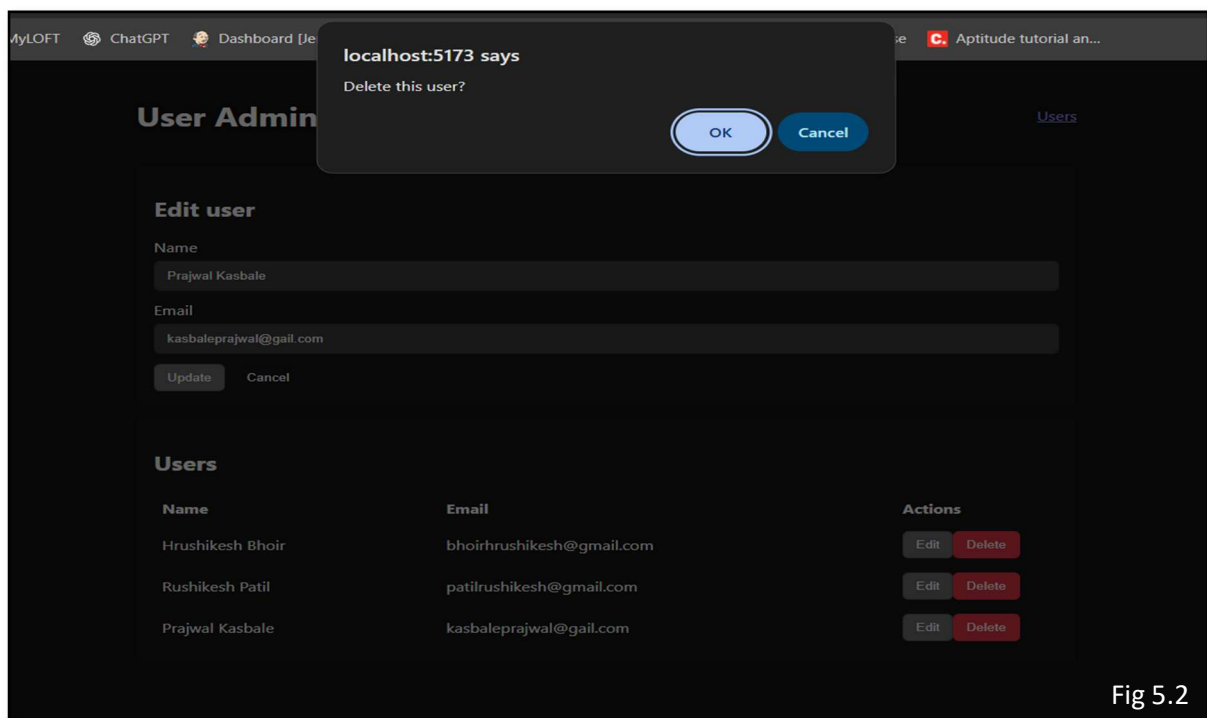 MyLOFT ChatGPT Dashboard [Je se C. Aptitude tutorial an...
localhost:5173 says
Delete this user?
OK Cancel
User Admin Users
Edit user
Name
Prajwal Kasbale
Email
kasbaleprajwal@gail.com
Update Cancel
Users
Name Email Actions
Hrushikesh Bhoir bhoirhrushikesh@gmail.com Edit Delete
Rushikesh Patil patilrushikesh@gmail.com Edit Delete
Prajwal Kasbale kasbaleprajwal@gail.com Edit Delete
Fig 5.2